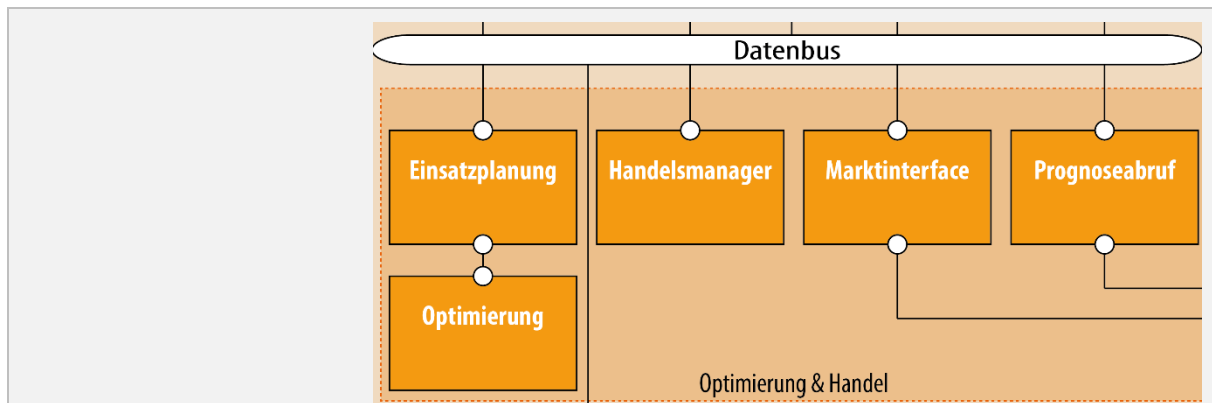 Datenbus
Einsatzplanung
Handelsmanager
Marktinterface
Prognoseabruf
Optimierung
Optimierung & Handel